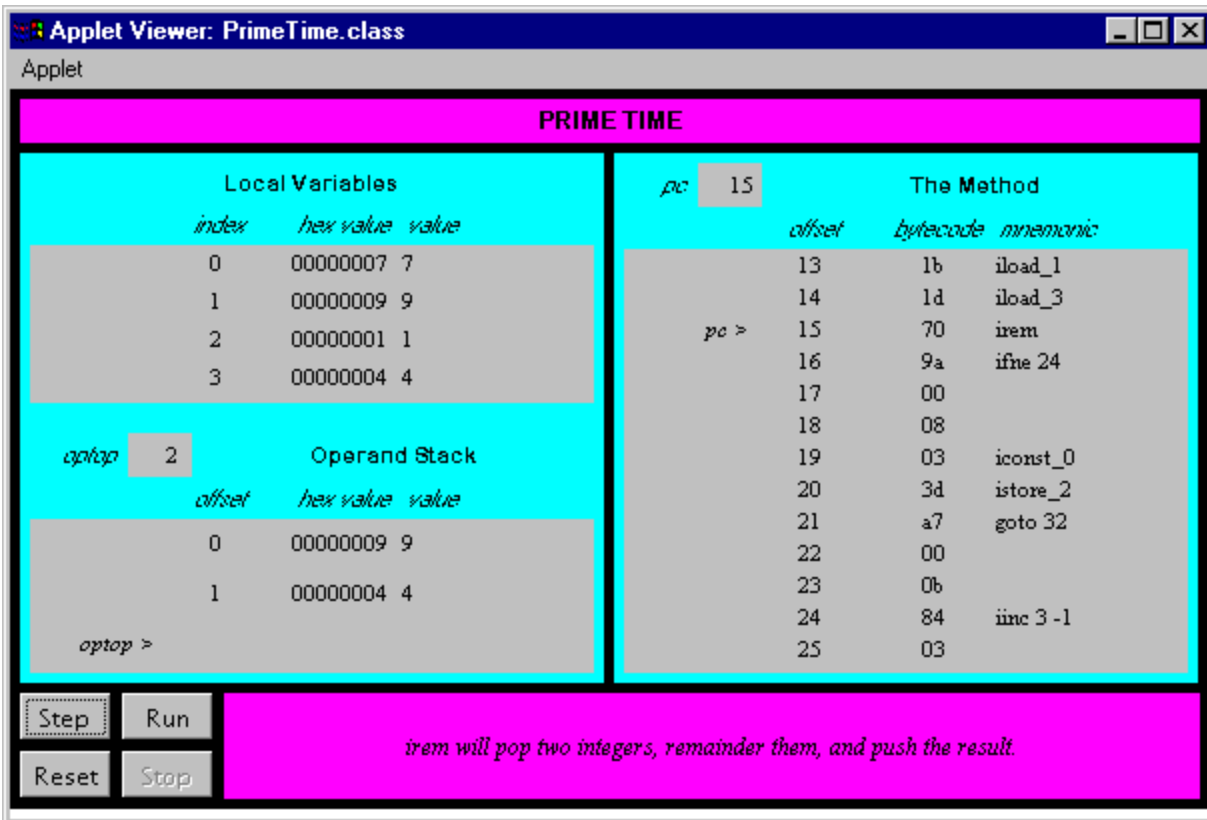 Applet Viewer: PrimeTime.class
Applet
PRIME TIME
Local Variables
index hex value value
0 00000007 7
1 00000009 9
2 00000001 1
3 00000004 4
optop 2 Operand Stack
offset hex value value
0 00000009 9
1 00000004 4
optop >
pc 15 The Method
offset bytecode mnemonic
13 1b iload_1
14 1d iload_3
pc > 15 70 irem
16 9a ifne 24
17 00
18 08
19 03 iconst_0
20 3d istore_2
21 a7 goto 32
22 00
23 0b
24 84 iinc 3 -1
25 03
Step Run
Reset Stop
irem will pop two integers, remainder them, and push the result.